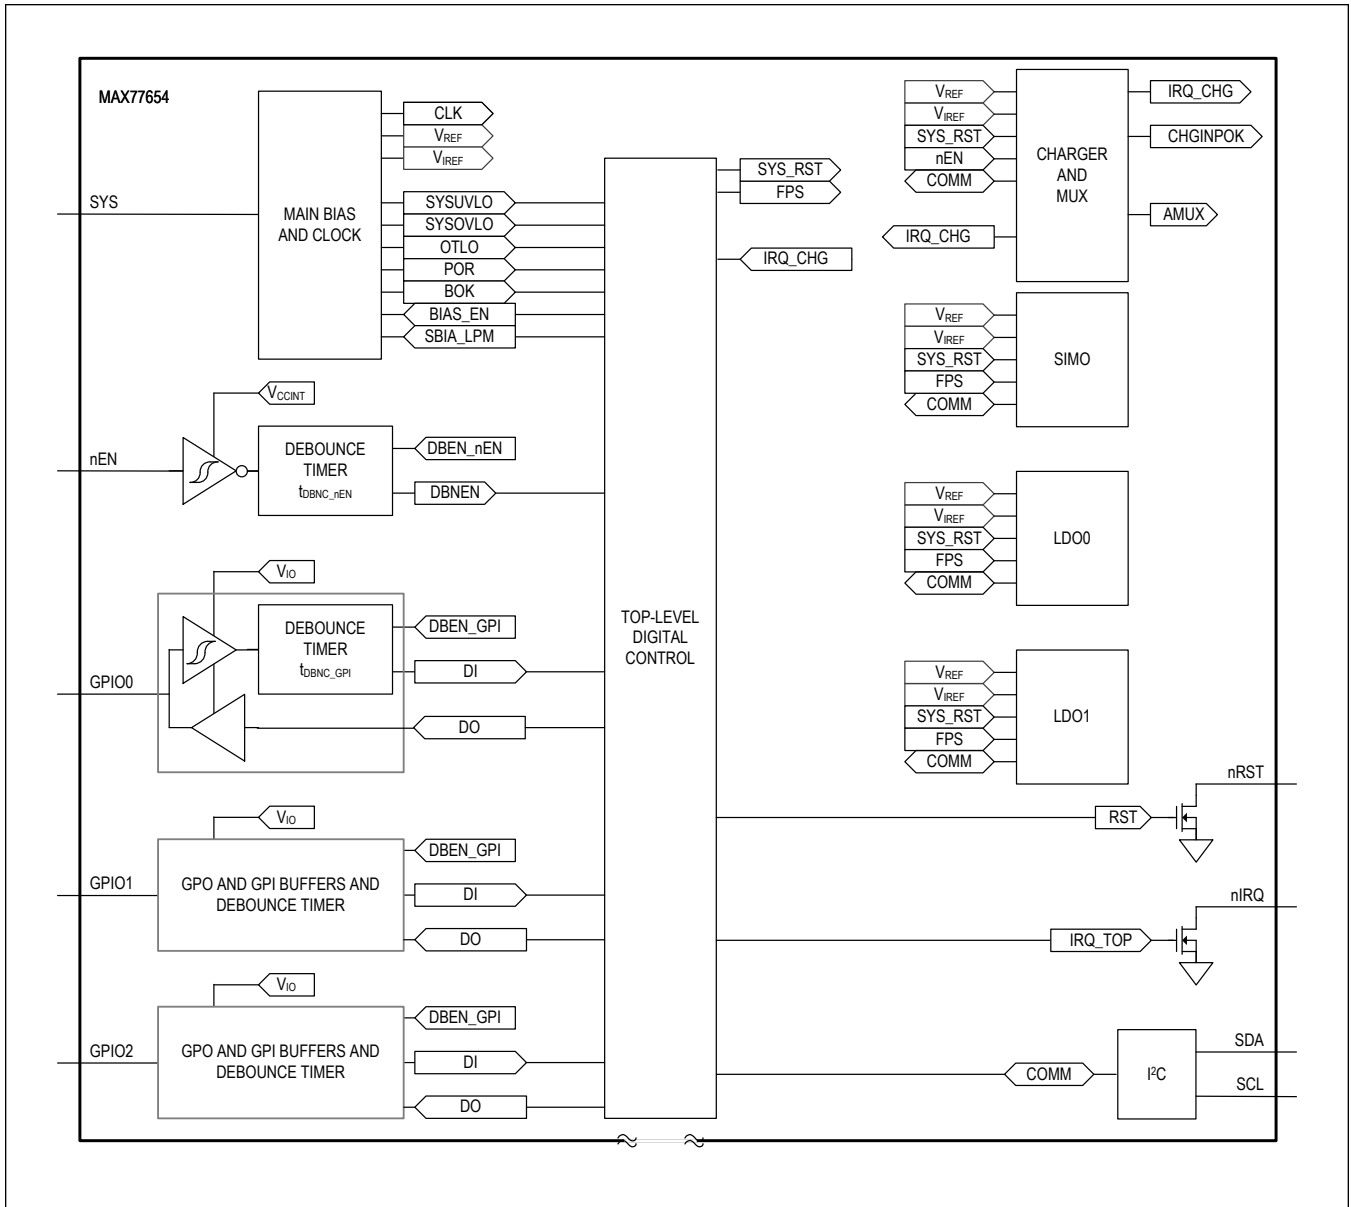 MAX77654
SYS
MAIN BIAS
AND CLOCK
CLK
VREF
VIREF
SYSUVLO
SYSOVLO
OTLO
POR
BOK
BIAS_EN
SBIA_LPM
VCCINT
nEN
DEBOUNCE
TIMER
tDBNC_nEN
DBEN_nEN
DBNEN
VIO
GPIO0
DEBOUNCE
TIMER
tDBNC_GPI
DBEN_GPI
DI
DO
VIO
GPIO1
GPO AND GPI BUFFERS AND
DEBOUNCE TIMER
DBEN_GPI
DI
DO
VIO
GPIO2
GPO AND GPI BUFFERS AND
DEBOUNCE TIMER
DBEN_GPI
DI
DO
TOP-LEVEL
DIGITAL
CONTROL
SYS_RST
FPS
IRQ_CHG
VREF
VIREF
SYS_RST
nEN
COMM
IRQ_CHG
CHARGER
AND
MUX
IRQ_CHG
CHGINPOK
AMUX
VREF
VIREF
SYS_RST
FPS
COMM
SIMO
VREF
VIREF
SYS_RST
FPS
COMM
LDO0
VREF
VIREF
SYS_RST
FPS
COMM
LDO1
RST
nRST
IRQ_TOP
nIRQ
COMM
I²C
SDA
SCL